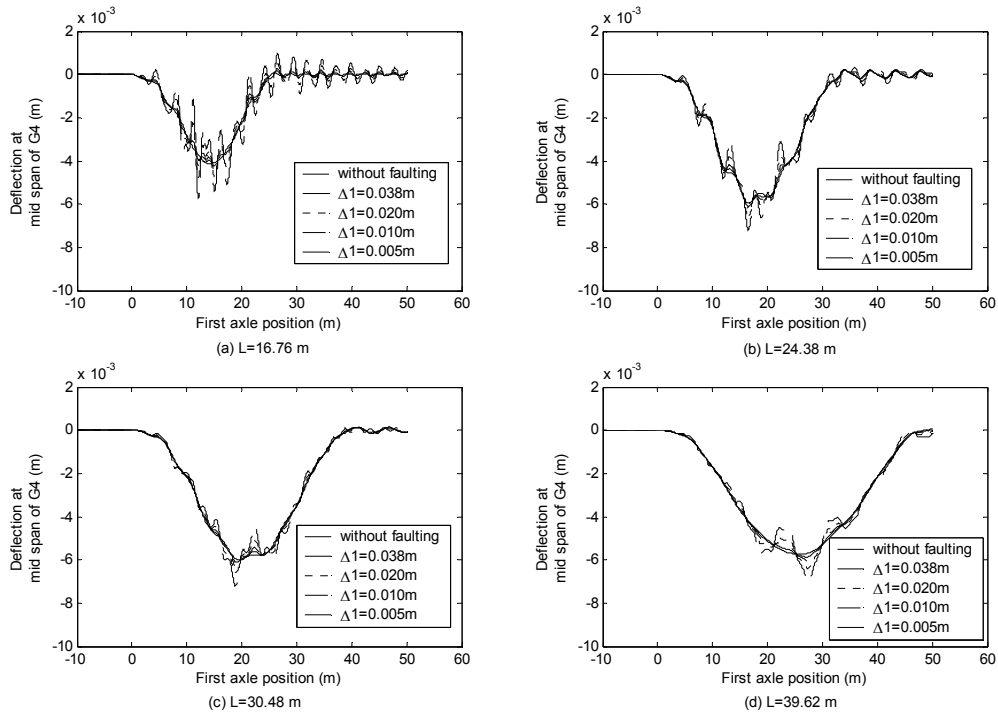 x 10-3
2
0
-2
-4
-6
-8
-10
Deflection at
mid span of G4 (m)
without faulting
Δ1=0.038m
Δ1=0.020m
Δ1=0.010m
Δ1=0.005m
-10 0 10 20 30 40 50 60
First axle position (m)
(a) L=16.76 m
x 10-3
2
0
-2
-4
-6
-8
-10
Deflection at
mid span of G4 (m)
without faulting
Δ1=0.038m
Δ1=0.020m
Δ1=0.010m
Δ1=0.005m
-10 0 10 20 30 40 50 60
First axle position (m)
(b) L=24.38 m
x 10-3
2
0
-2
-4
-6
-8
-10
Deflection at
mid span of G4 (m)
without faulting
Δ1=0.038m
Δ1=0.020m
Δ1=0.010m
Δ1=0.005m
-10 0 10 20 30 40 50 60
First axle position (m)
(c) L=30.48 m
x 10-3
2
0
-2
-4
-6
-8
-10
Deflection at
mid span of G4 (m)
without faulting
Δ1=0.038m
Δ1=0.020m
Δ1=0.010m
Δ1=0.005m
-10 0 10 20 30 40 50 60
First axle position (m)
(d) L=39.62 m